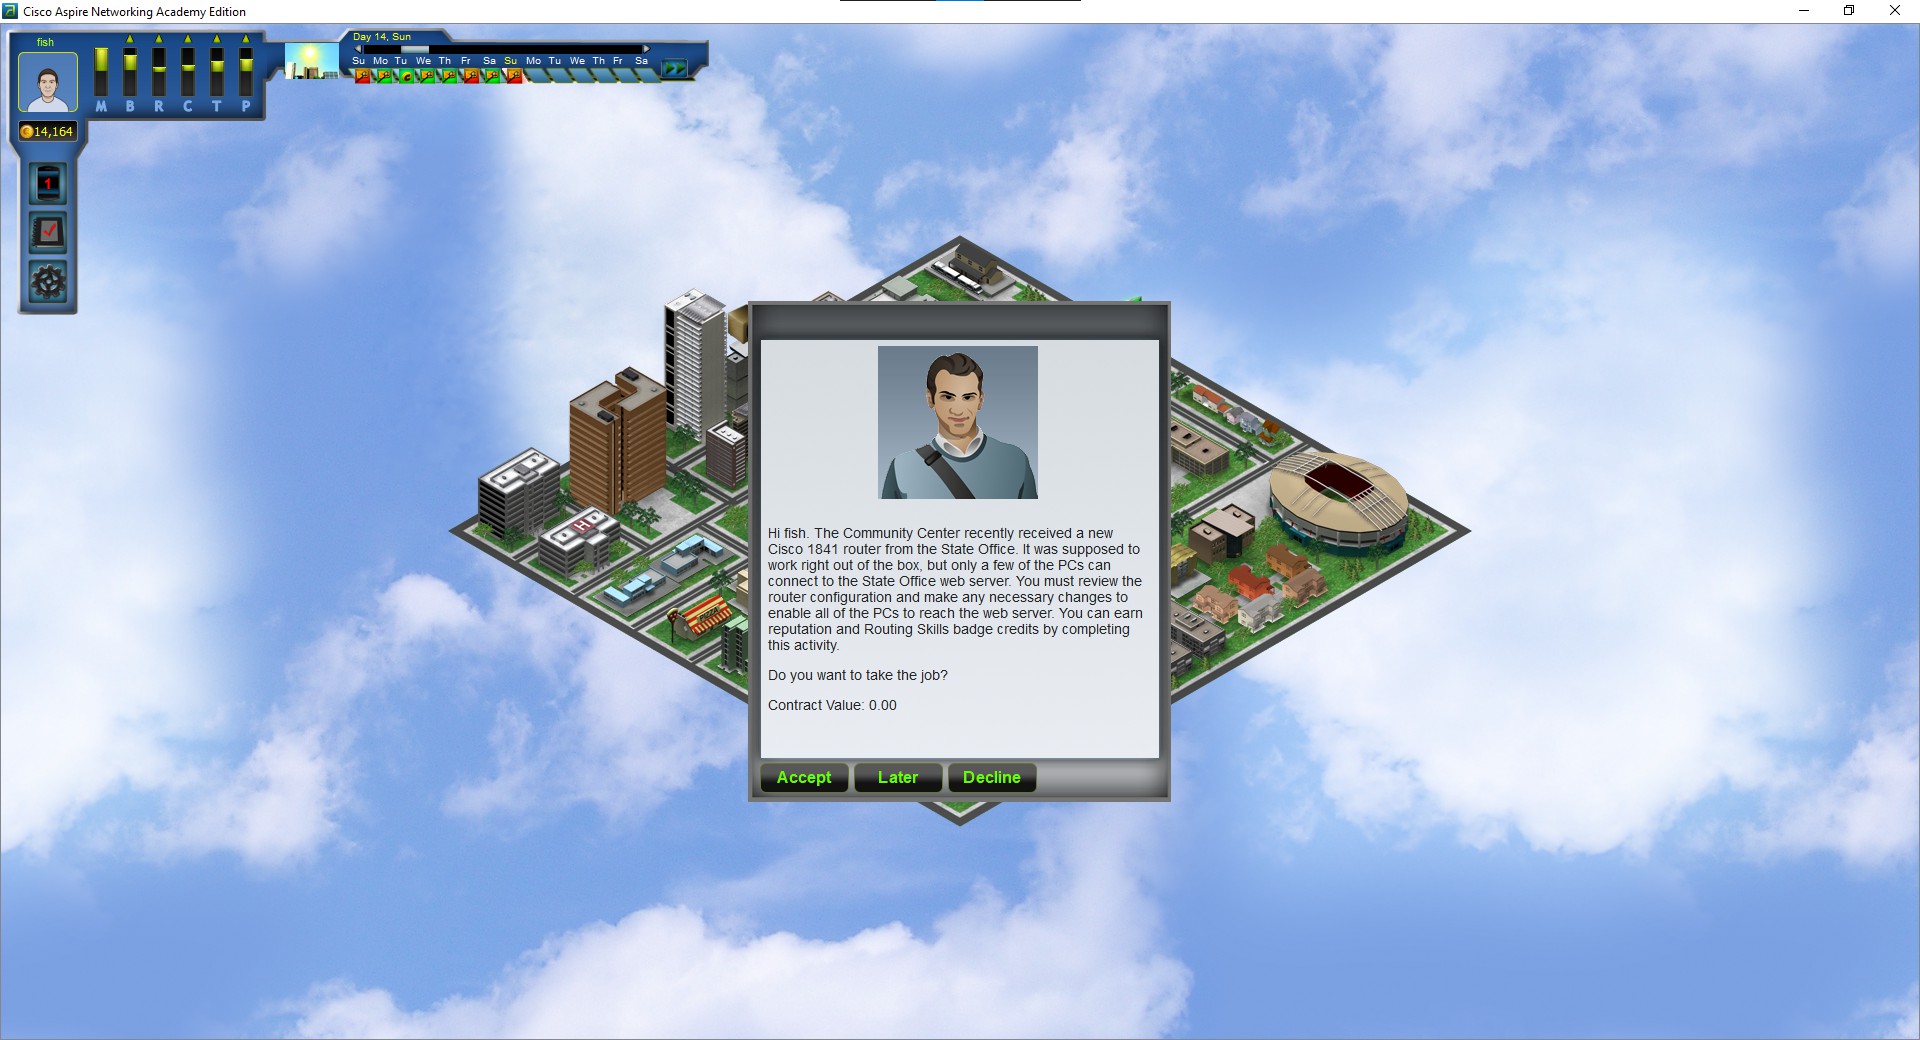 Cisco Aspire Networking Academy Edition
fish
M B R C T P
14,164
1
Day 14, Sun
Su Mo Tu We Th Fr Sa Su Mo Tu We Th Fr Sa
H
PIZZA
Hi fish. The Community Center recently received a new
Cisco 1841 router from the State Office. It was supposed to
work right out of the box, but only a few of the PCs can
connect to the State Office web server. You must review the
router configuration and make any necessary changes to
enable all of the PCs to reach the web server. You can earn
reputation and Routing Skills badge credits by completing
this activity.
Do you want to take the job?
Contract Value: 0.00
Accept Later Decline